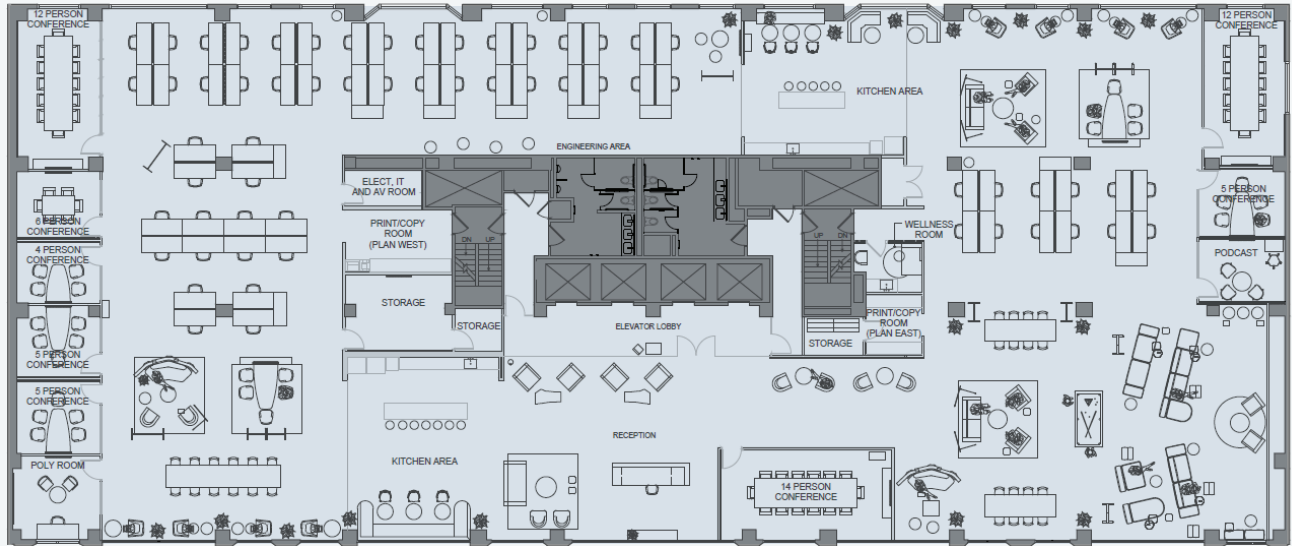 12 PERSON
CONFERENCE
12 PERSON
CONFERENCE
KITCHEN AREA
ENGINEERING AREA
ELECT, IT
AND AV ROOM
6 PERSON
CONFERENCE
5 PERSON
CONFERENCE
PRINT/COPY
ROOM
(PLAN WEST)
WELLNESS
ROOM
DN
UP
UP
DN
4 PERSON
CONFERENCE
PODCAST
STORAGE
STORAGE
ELEVATOR LOBBY
PRINT/COPY
ROOM
(PLAN EAST)
STORAGE
5 PERSON
CONFERENCE
5 PERSON
CONFERENCE
RECEPTION
KITCHEN AREA
POLY ROOM
14 PERSON
CONFERENCE